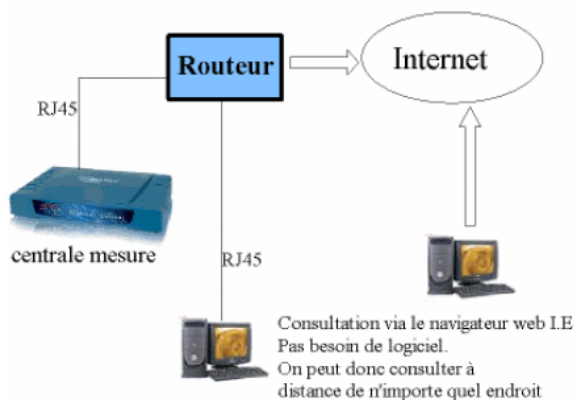 Routeur
Internet
RJ45
centrale mesure
RJ45
Consultation via le navigateur web I.E
Pas besoin de logiciel.
On peut donc consulter à
distance de n'importe quel endroit